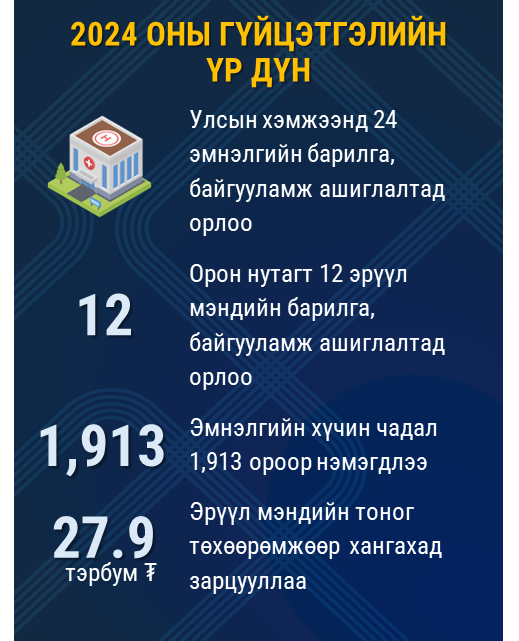 2024 ОНЫ ГҮЙЦЭТГЭЛИЙН
ҮР ДҮН
Улсын хэмжээнд 24
эмнэлгийн барилга,
байгууламж ашиглалтад
орлоо
12
Орон нутагт 12 эрүүл
мэндийн барилга,
байгууламж ашиглалтад
орлоо
1,913
Эмнэлгийн хүчин чадал
1,913 ороор нэмэгдлээ
27.9
тэрбум ₮
Эрүүл мэндийн тоног
төхөөрөмжөөр хангахад
зарцууллаа
H